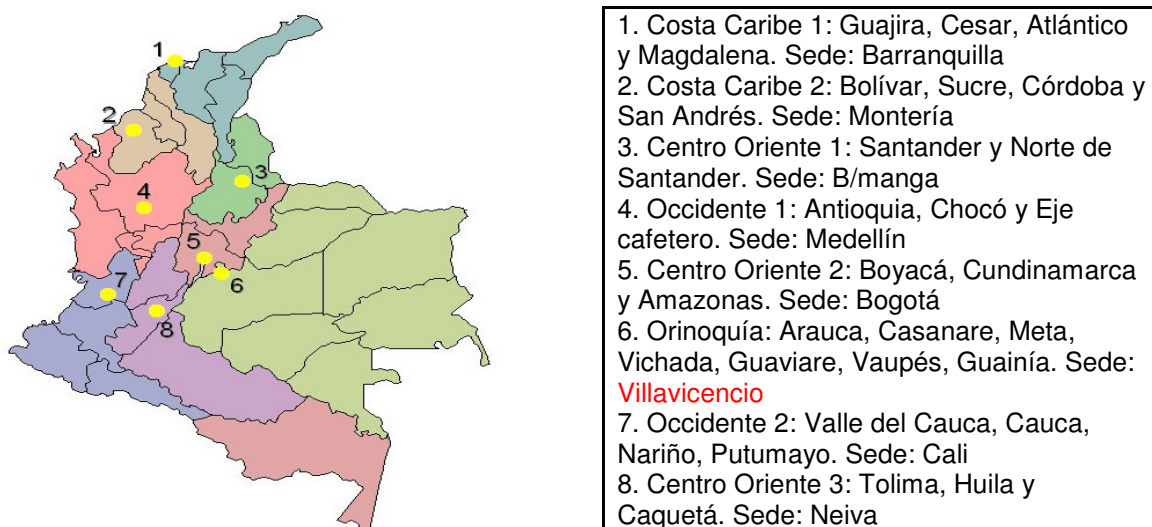 1
2
3
4
5
6
7
8
1. Costa Caribe 1: Guajira, Cesar, Atlántico
y Magdalena. Sede: Barranquilla
2. Costa Caribe 2: Bolívar, Sucre, Córdoba y
San Andrés. Sede: Montería
3. Centro Oriente 1: Santander y Norte de
Santander. Sede: B/manga
4. Occidente 1: Antioquia, Chocó y Eje
cafetero. Sede: Medellín
5. Centro Oriente 2: Boyacá, Cundinamarca
y Amazonas. Sede: Bogotá
6. Orinoquía: Arauca, Casanare, Meta,
Vichada, Guaviare, Vaupés, Guainía. Sede:
Villavicencio
7. Occidente 2: Valle del Cauca, Cauca,
Nariño, Putumayo. Sede: Cali
8. Centro Oriente 3: Tolima, Huila y
Caquetá. Sede: Neiva